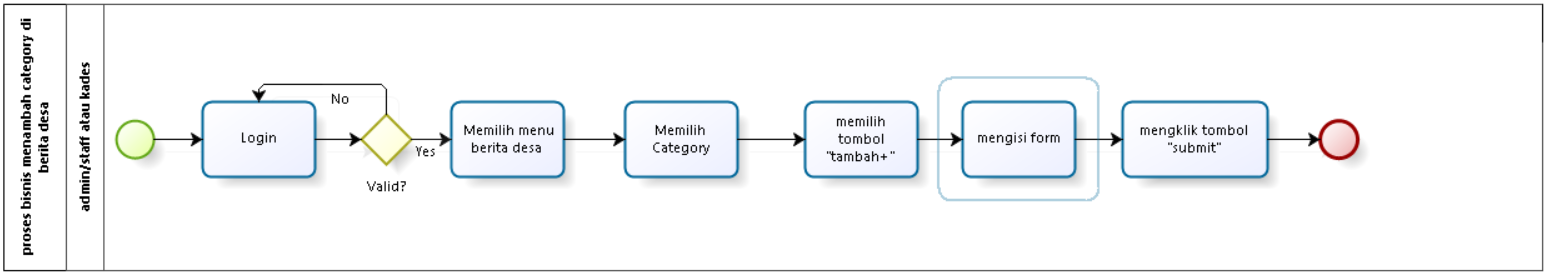 proses bisnis menambah category di
berita desa
admin/staff atau kades
Login
No
Valid?
Yes
Memilih menu
berita desa
Memilih
Category
memilih
tombol
"tambah+"
mengisi form
mengklik tombol
"submit"